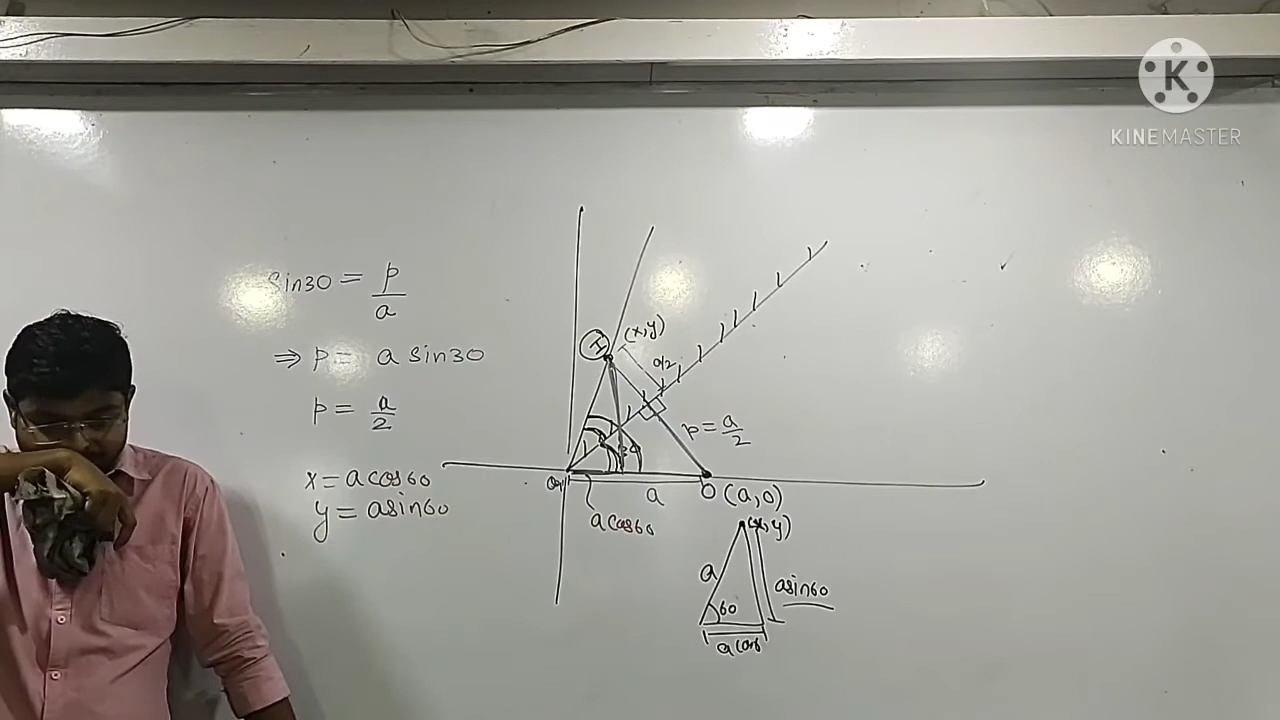 K
KINEMASTER
sin30 = p/a
⇒ p = a sin30
p = a/2
x = a cos60
y = a sin60
I
(x,y)
a/2
p = a/2
30
a
O (a,0)
a cos60
(x,y)
a
60
a sin60
a cos